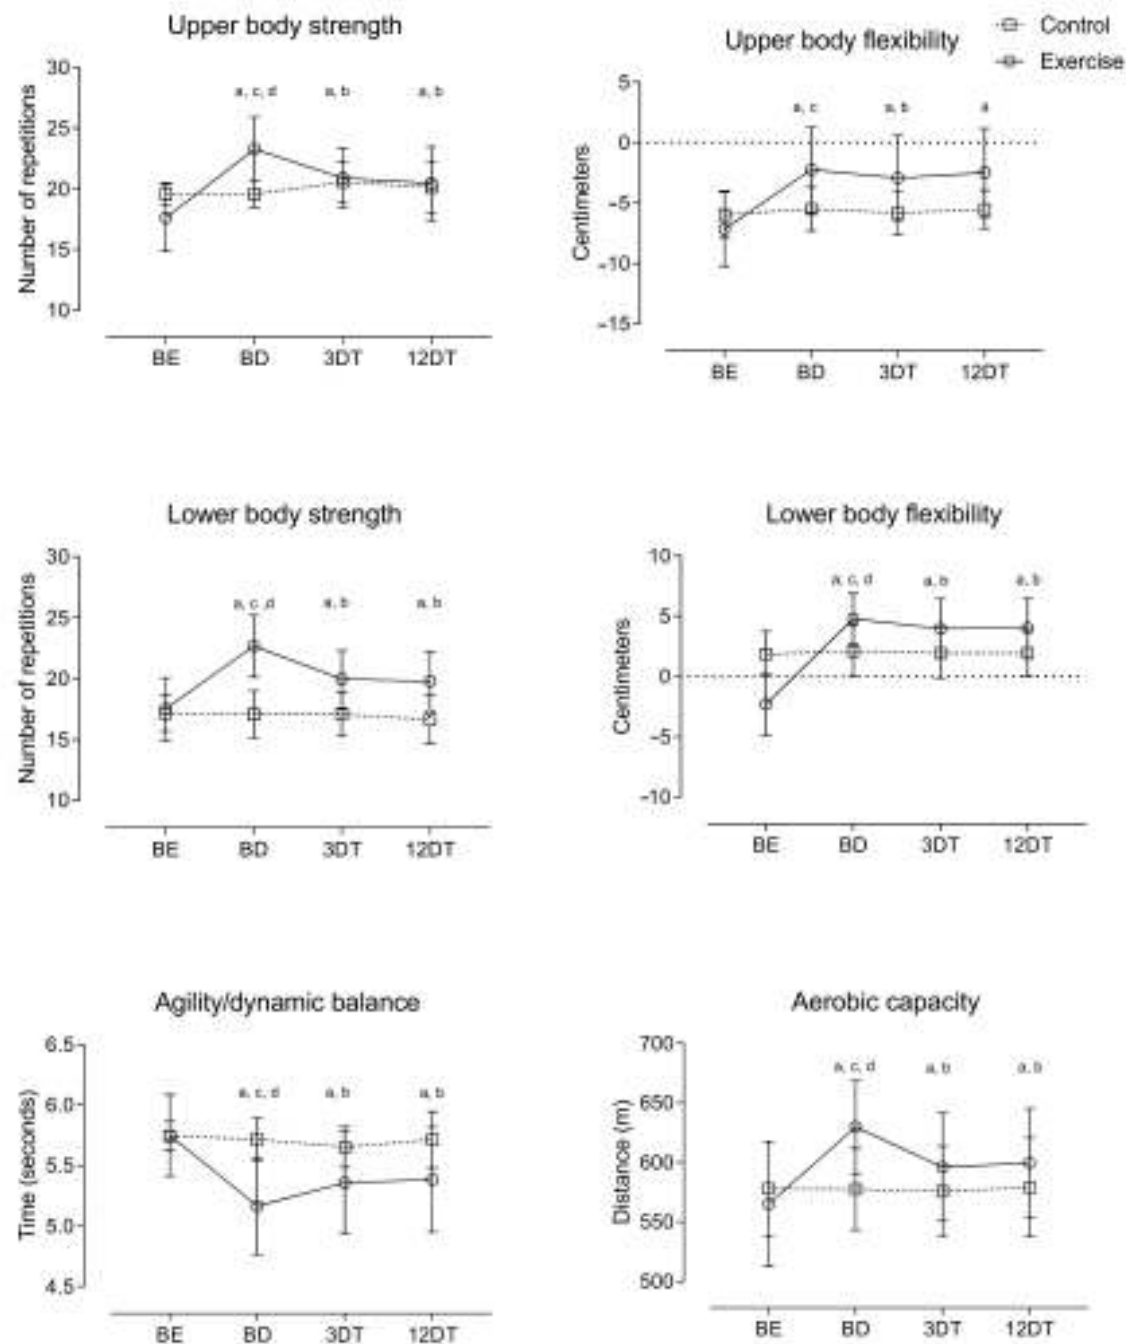 Upper body strength
Number of repetitions
30
25
20
15
10
a, c, d
a, b
a, b
BE
BD
3DT
12DT
Upper body flexibility
Control
Exercise
Centimeters
5
0
-5
-10
-15
a, c
a, b
a
BE
BD
3DT
12DT
Lower body strength
Number of repetitions
30
25
20
15
10
a, c, d
a, b
a, b
BE
BD
3DT
12DT
Lower body flexibility
Centimeters
10
5
0
-5
-10
a, c, d
a, b
a, b
BE
BD
3DT
12DT
Agility/dynamic balance
Time (seconds)
6.5
6.0
5.5
5.0
4.5
a, c, d
a, b
a, b
BE
BD
3DT
12DT
Aerobic capacity
Distance (m)
700
650
600
550
500
a, c, d
a, b
a, b
BE
BD
3DT
12DT